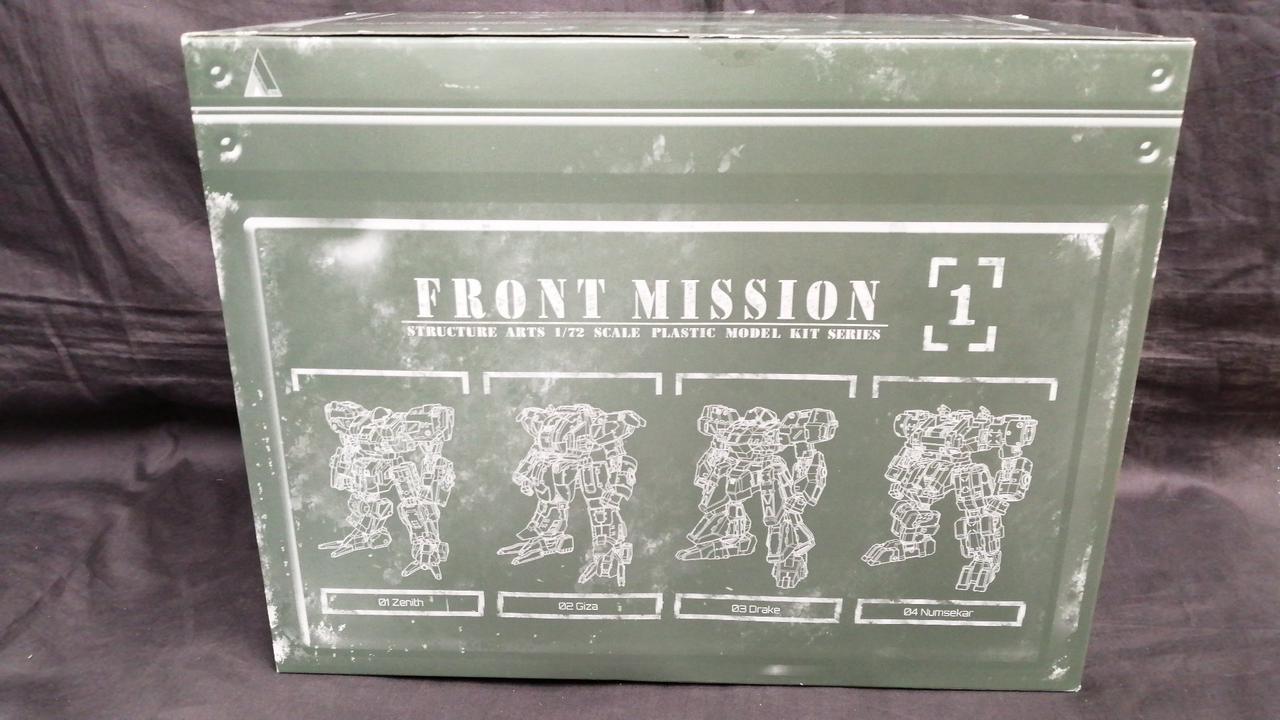 FRONT MISSION
STRUCTURE ARTS 1/72 SCALE PLASTIC MODEL KIT SERIES
1
01 Zenith
02 Giza
03 Drake
04 Numsekar